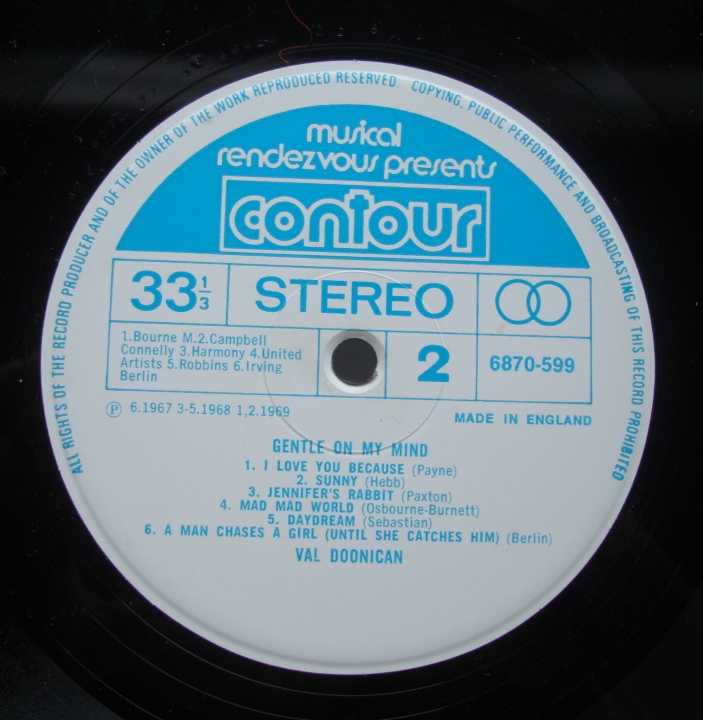 ALL RIGHTS OF THE RECORD PRODUCER AND OF THE OWNER OF THE WORK REPRODUCED RESERVED. COPYING, PUBLIC PERFORMANCE AND BROADCASTING OF THIS RECORD PROHIBITED
musical
rendezvous presents
contour
33 1/3 STEREO
1.Bourne M.2.Campbell
Connelly 3.Harmony 4.United
Artists 5.Robbins 6.Irving
Berlin
2
6870-599
Ⓟ 6.1967 3-5.1968 1,2.1969
MADE IN ENGLAND
GENTLE ON MY MIND
1. I LOVE YOU BECAUSE (Payne)
2. SUNNY (Hebb)
3. JENNIFER'S RABBIT (Paxton)
4. MAD MAD WORLD (Osbourne-Burnett)
5. DAYDREAM (Sebastian)
6. A MAN CHASES A GIRL (UNTIL SHE CATCHES HIM) (Berlin)
VAL DOONICAN